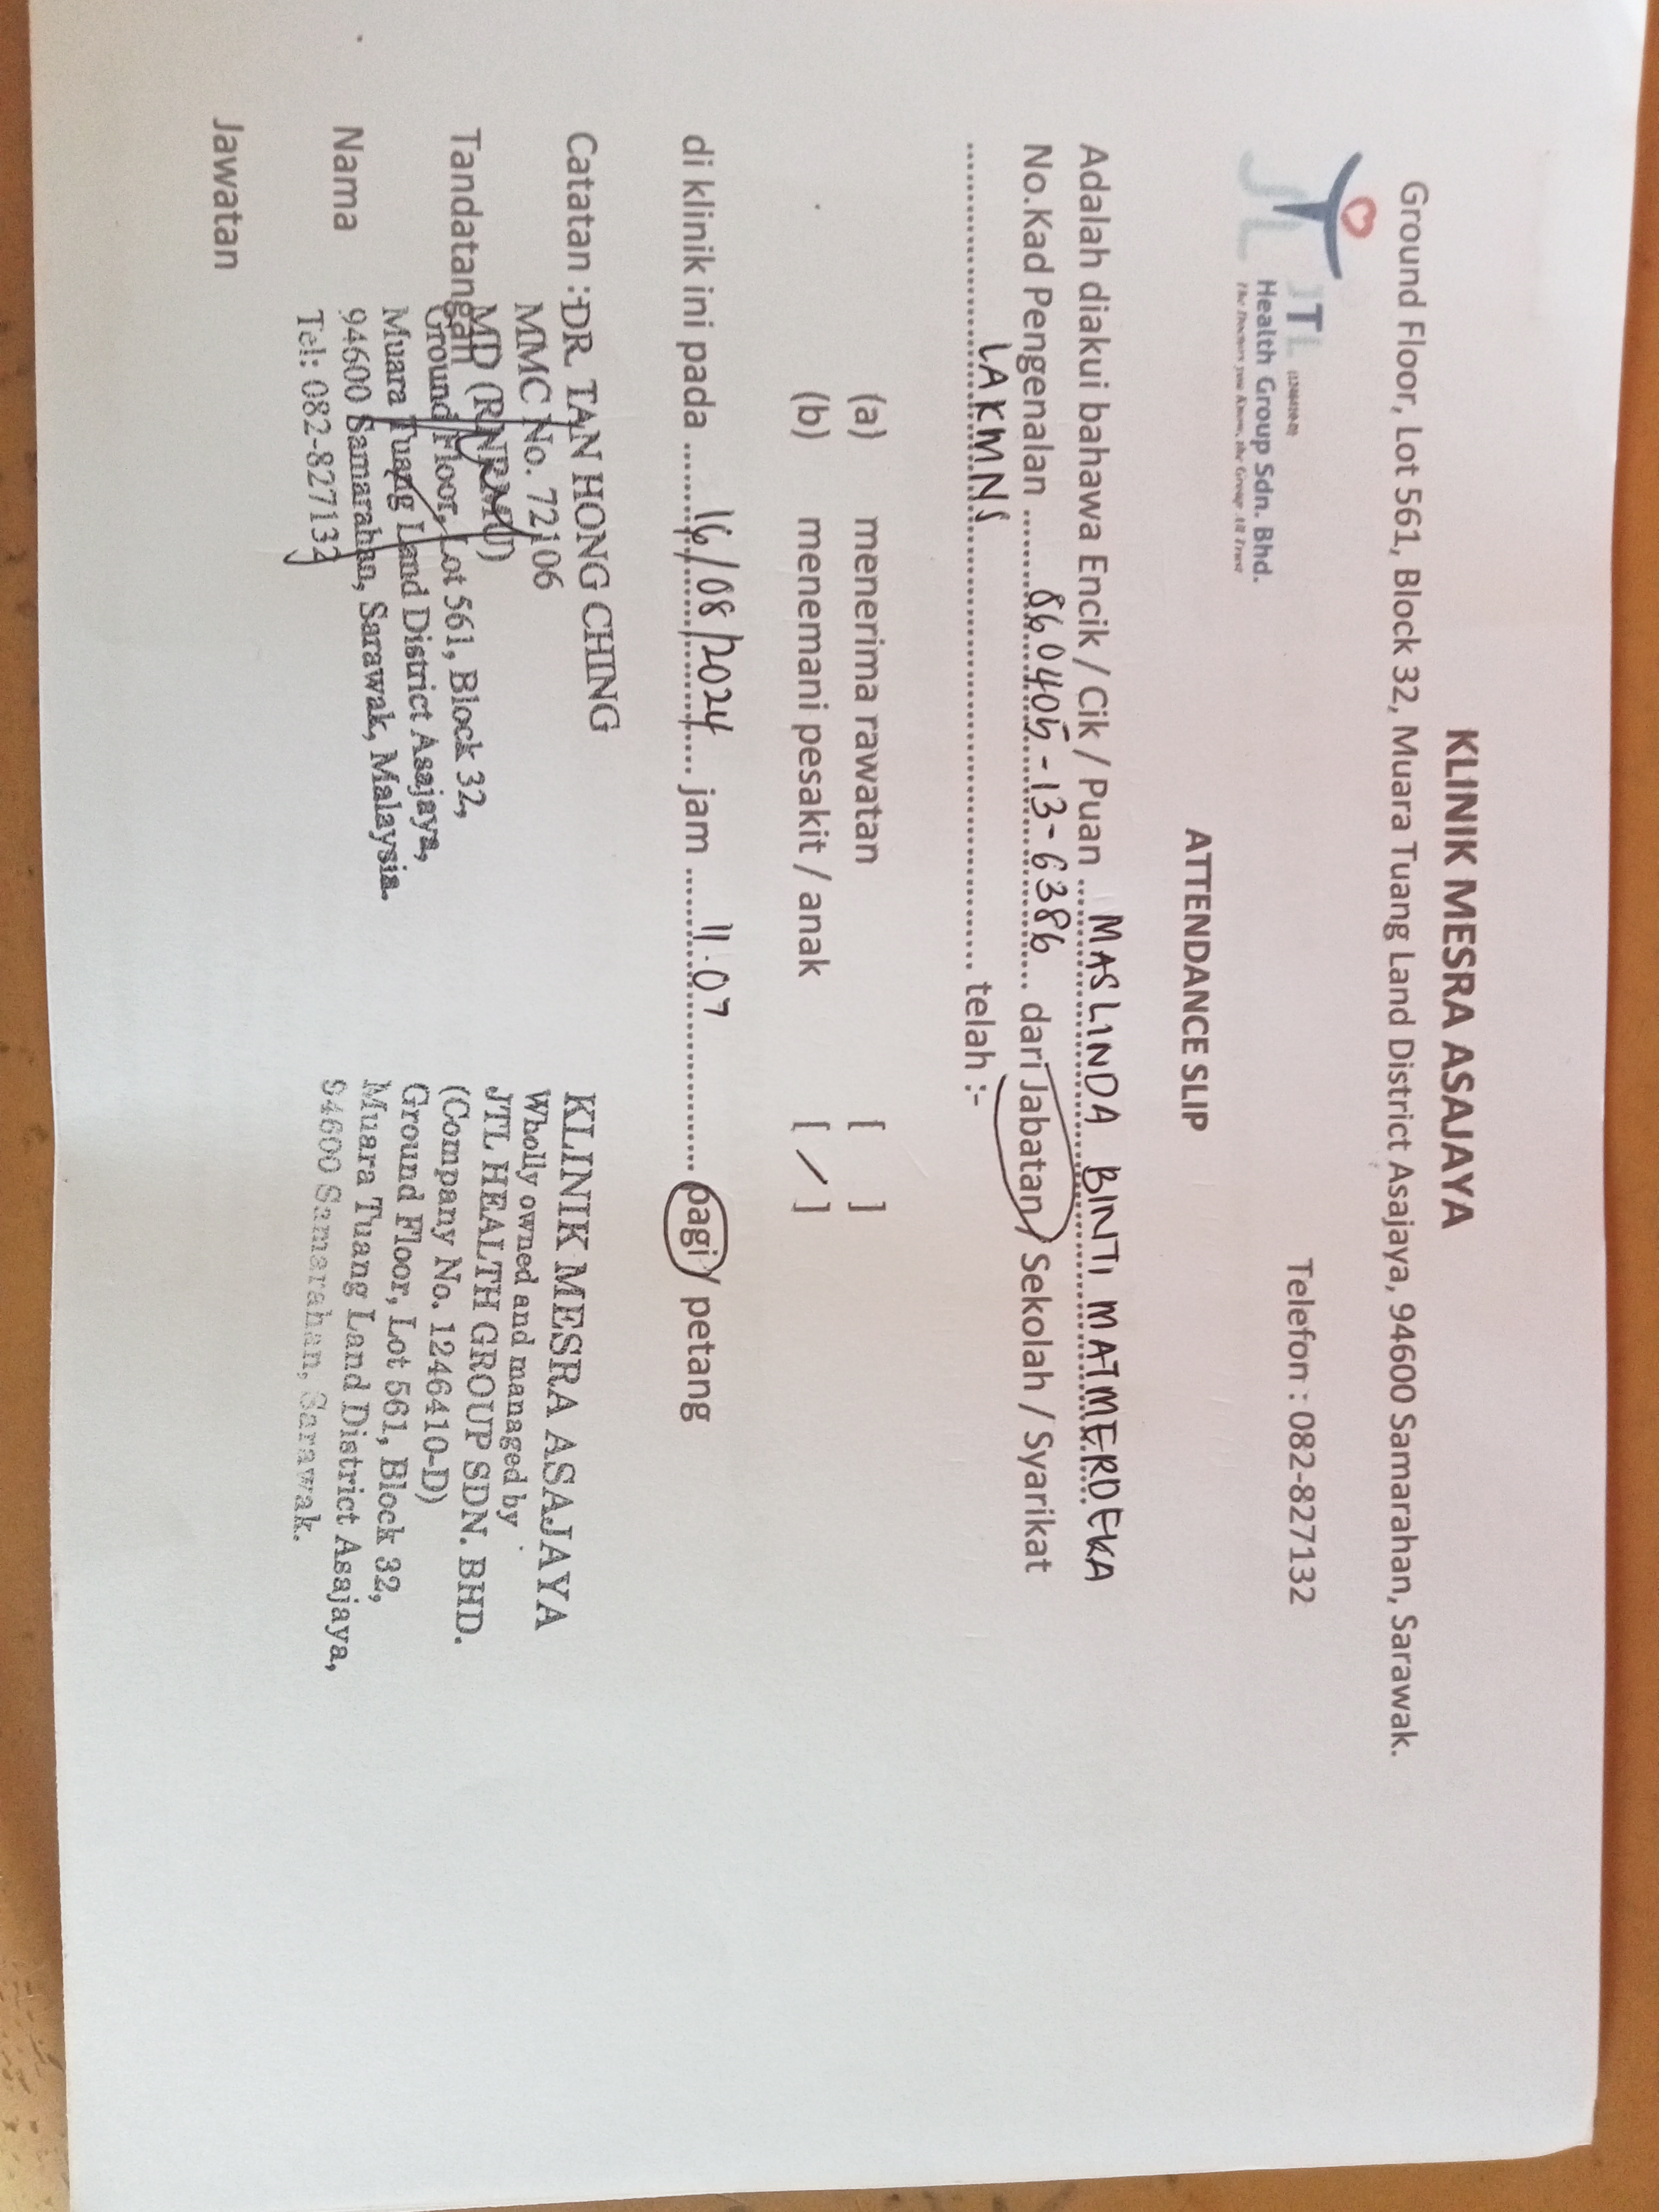 KLINIK MESRA ASAJAYA
Ground Floor, Lot 561, Block 32, Muara Tuang Land District Asajaya, 94600 Samarahan, Sarawak.
JTL (1246410-D)
Health Group Sdn. Bhd.
The Doctors you Know, the Group All Trust
Telefon : 082-827132
ATTENDANCE SLIP
Adalah diakui bahawa Encik / Cik / Puan ... MASLINDA BINTI MATMERDEKA
No.Kad Pengenalan ......... 860405-13-6386 .... dari Jabatan / Sekolah / Syarikat
.................... LAKMNS .................... telah :-
(a) menerima rawatan [ ]
(b) menemani pesakit / anak [ / ]
di klinik ini pada ........ 16/08/2024 ..... jam ....... 11.07 ............... pagi / petang
Catatan :
Tandatangan
Nama
Jawatan
DR. TAN HONG CHING
MMC No. 72106
MD (RNRMU)
Ground Floor, Lot 561, Block 32,
Muara Tuang Land District Asajaya,
94600 Samarahan, Sarawak, Malaysia.
Tel: 082-827132
KLINIK MESRA ASAJAYA
Wholly owned and managed by
JTL HEALTH GROUP SDN. BHD.
(Company No. 1246410-D)
Ground Floor, Lot 561, Block 32,
Muara Tuang Land District Asajaya,
94600 Samarahan, Sarawak.